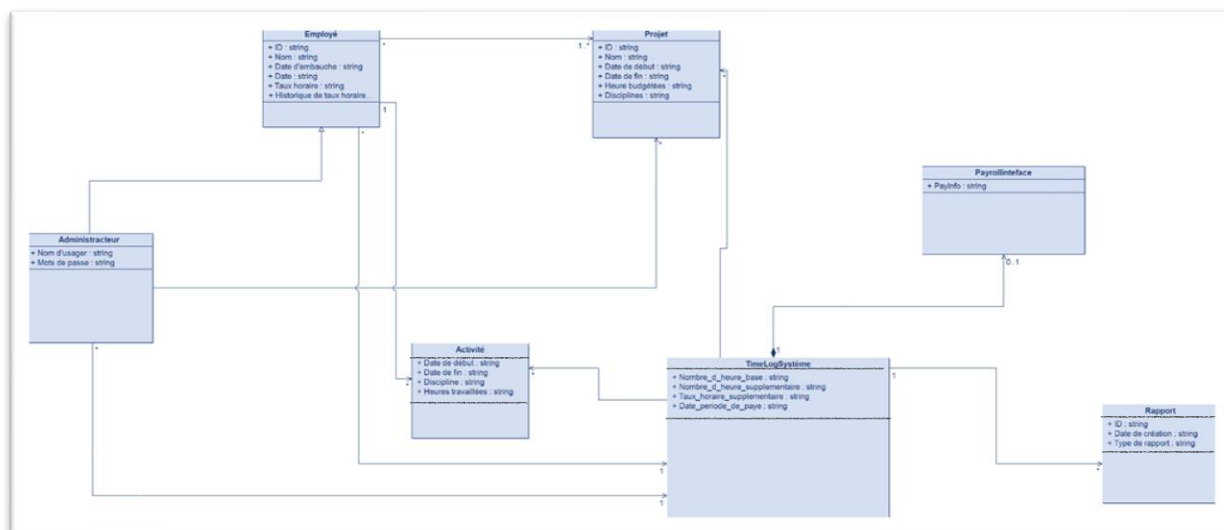 Employé
+ ID : string
+ Nom : string
+ Date d'embauche : string
+ Date : string
+ Taux horaire : string
+ Historique de taux horaire...
*
1..*
1
*
Projet
+ ID : string
+ Nom : string
+ Date de début : string
+ Date de fin : string
+ Heure budgétées : string
+ Disciplines : string
*
*
Payrollinteface
+ PayInfo : string
0..1
Administracteur
+ Nom d'usager : string
+ Mots de passe : string
*
Activité
+ Date de début : string
+ Date de fin : string
+ Discipline : string
+ Heures travaillées : string
*
*
TimeLogSystème
+ Nombre_d_heure_base : string
+ Nombre_d_heure_supplementaire : string
+ Taux_horaire_supplementaire : string
+ Date_periode_de_paye : string
1
1
1
1
Rapport
+ ID : string
+ Date de création : string
+ Type de rapport : string
*